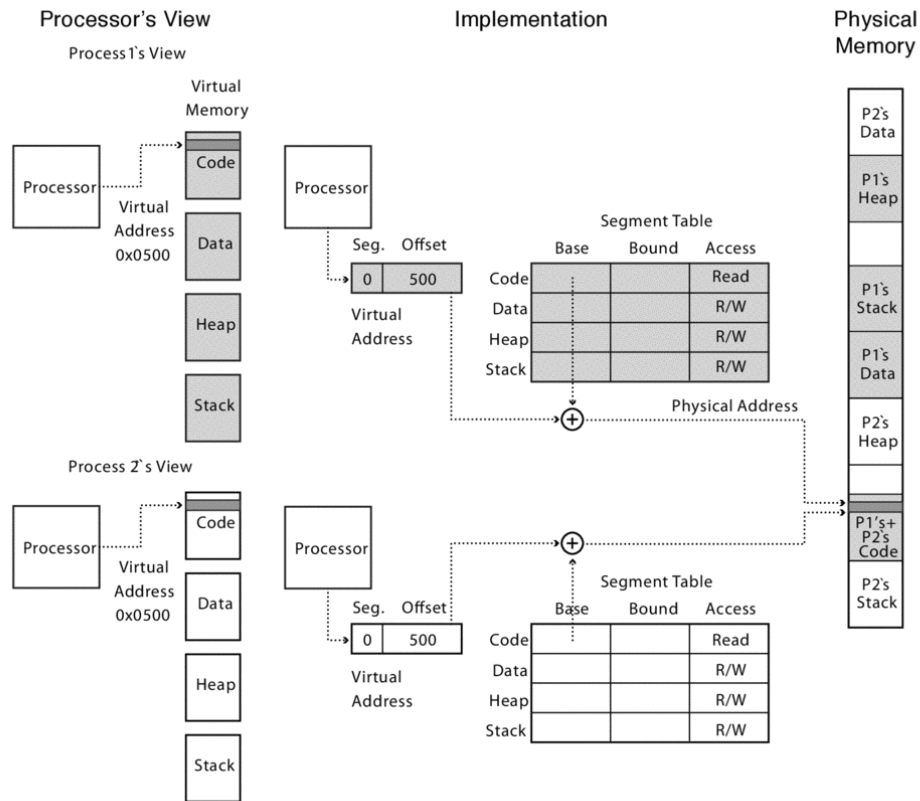 Processor's View
Implementation
Physical
Memory
Process1`s View
Virtual
Memory
Processor
Virtual
Address
0x0500
Code
Data
Heap
Stack
Processor
Seg. Offset
0 500
Virtual
Address
Segment Table
Base Bound Access
Code Read
Data R/W
Heap R/W
Stack R/W
Physical Address
P2`s
Data
P1`s
Heap
P1`s
Stack
P1`s
Data
P2`s
Heap
P1's+
P2`s
Code
P2`s
Stack
Process 2`s View
Processor
Virtual
Address
0x0500
Code
Data
Heap
Stack
Processor
Seg. Offset
0 500
Virtual
Address
Segment Table
Base Bound Access
Code Read
Data R/W
Heap R/W
Stack R/W